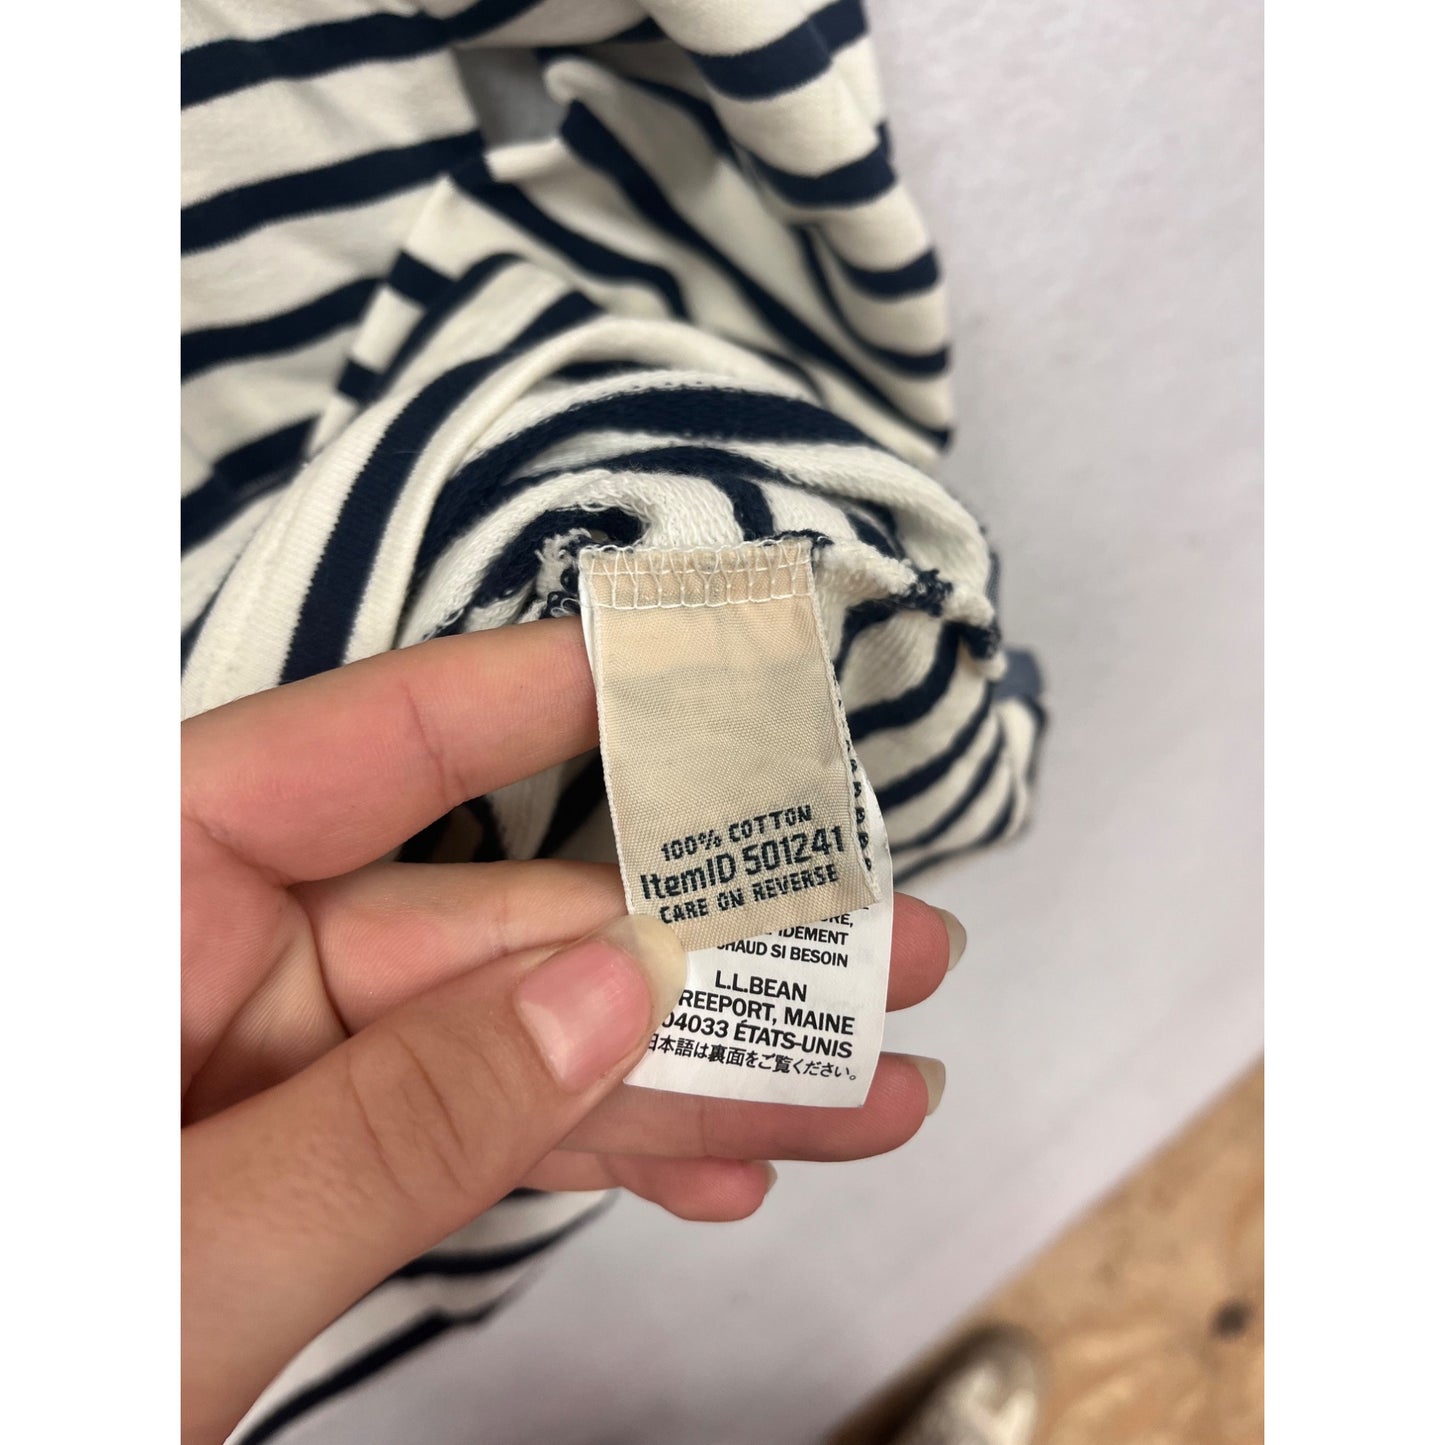 100% COTTON
ItemID 501241
CARE ON REVERSE
CHAUD SI BESOIN
L.L.BEAN
REEPORT, MAINE
04033 ÉTATS-UNIS
日本語は裏面をご覧ください。